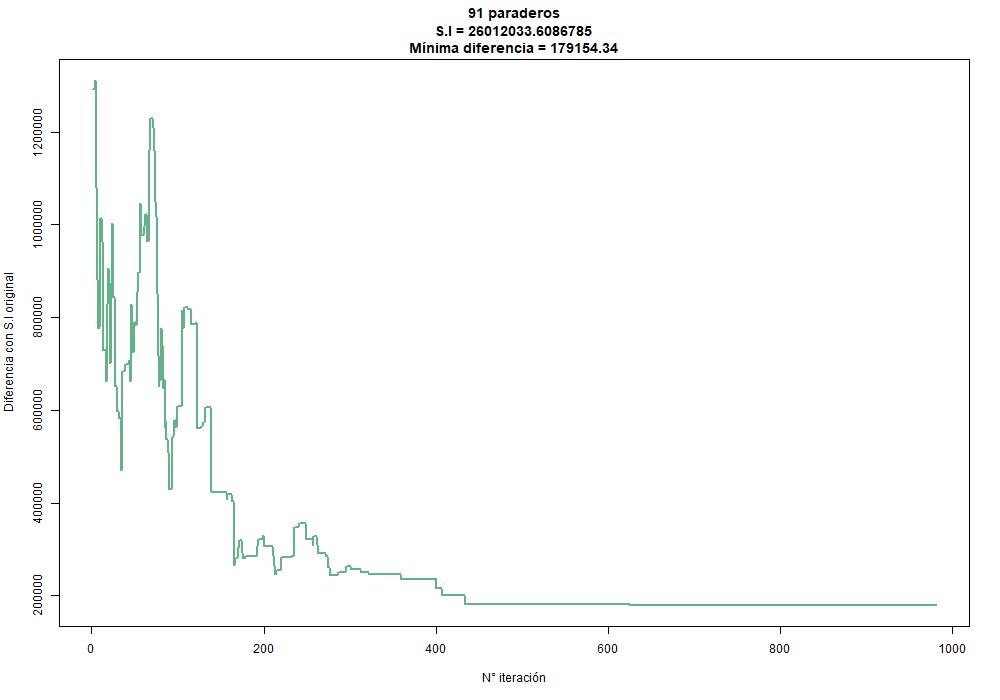 91 paraderos
S.I = 26012033.6086785
Mínima diferencia = 179154.34
Diferencia con S.I original
1200000
1000000
800000
600000
400000
200000
0
200
400
600
800
1000
N° iteración